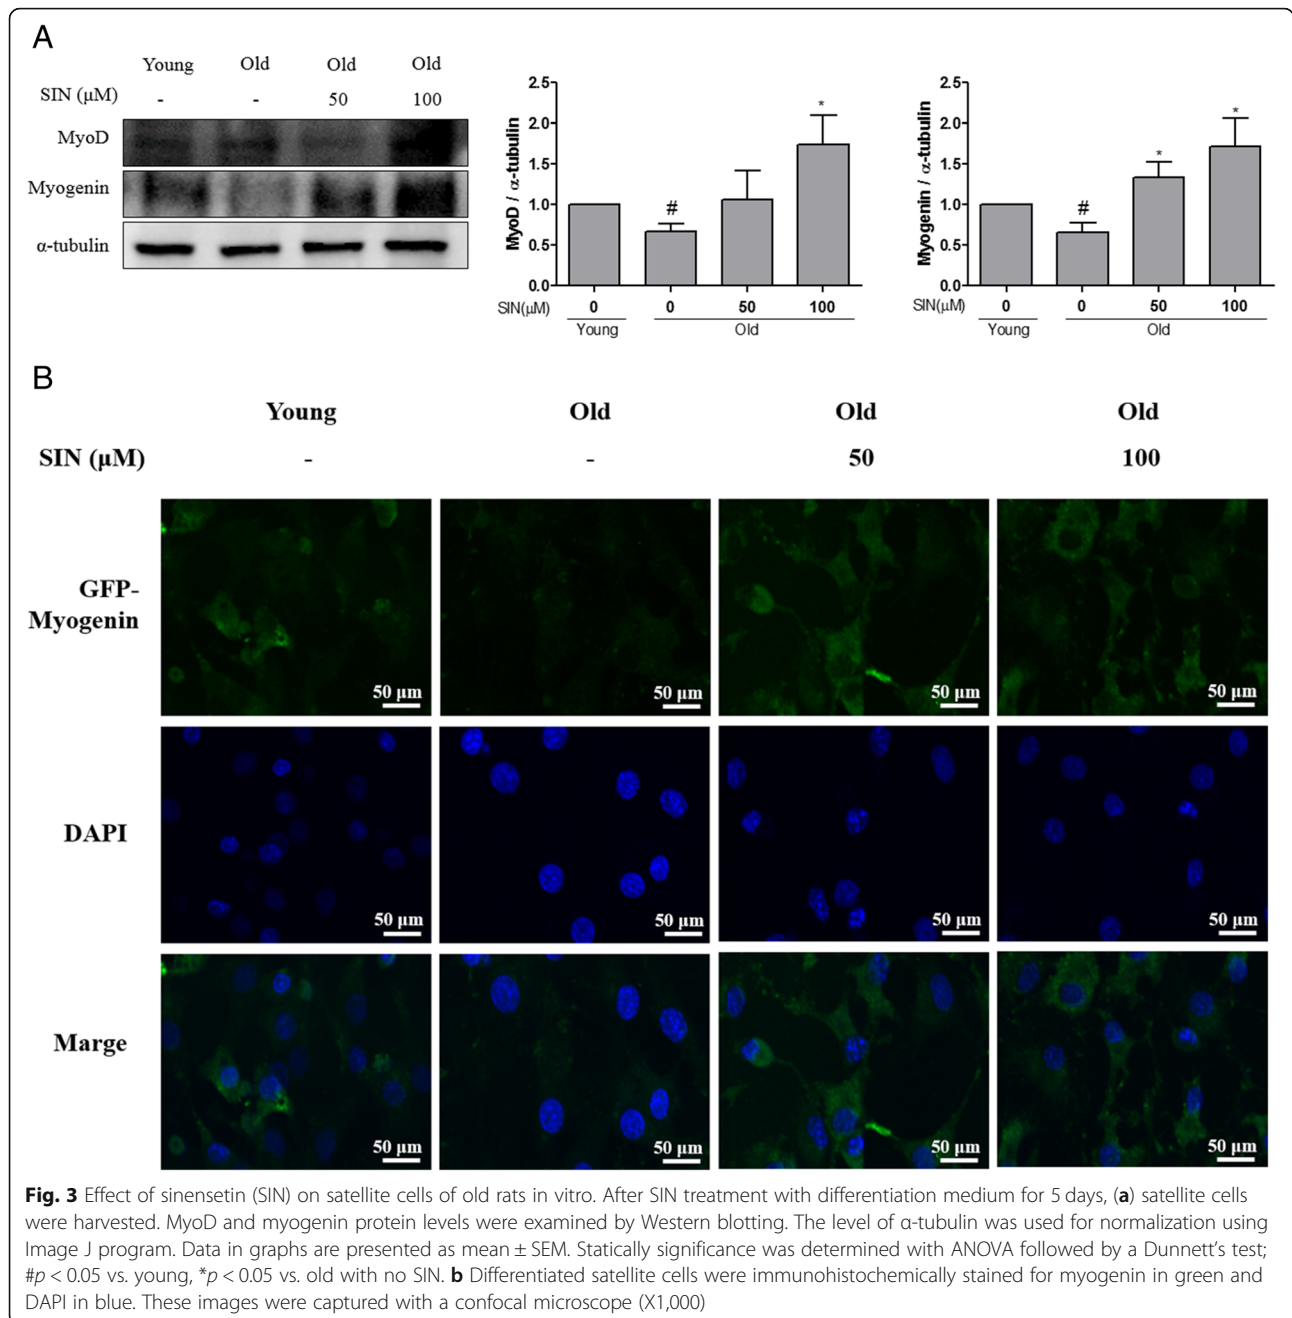 A
Young Old Old Old
SIN (μM) - - 50 100
MyoD
Myogenin
α-tubulin
MyoD / α-tubulin
2.5
2.0
1.5
1.0
0.5
0.0
#
*
SIN(μM) 0 0 50 100
Young Old
Myogenin / α-tubulin
2.5
2.0
1.5
1.0
0.5
0.0
#
*
*
SIN(μM) 0 0 50 100
Young Old
B
Young Old Old Old
SIN (μM) - - 50 100
GFP-
Myogenin
50 μm 50 μm 50 μm 50 μm
DAPI
50 μm 50 μm 50 μm 50 μm
Marge
50 μm 50 μm 50 μm 50 μm
Fig. 3 Effect of sinensetin (SIN) on satellite cells of old rats in vitro. After SIN treatment with differentiation medium for 5 days, (a) satellite cells
were harvested. MyoD and myogenin protein levels were examined by Western blotting. The level of α-tubulin was used for normalization using
Image J program. Data in graphs are presented as mean ± SEM. Statically significance was determined with ANOVA followed by a Dunnett's test;
#p < 0.05 vs. young, *p < 0.05 vs. old with no SIN. b Differentiated satellite cells were immunohistochemically stained for myogenin in green and
DAPI in blue. These images were captured with a confocal microscope (X1,000)